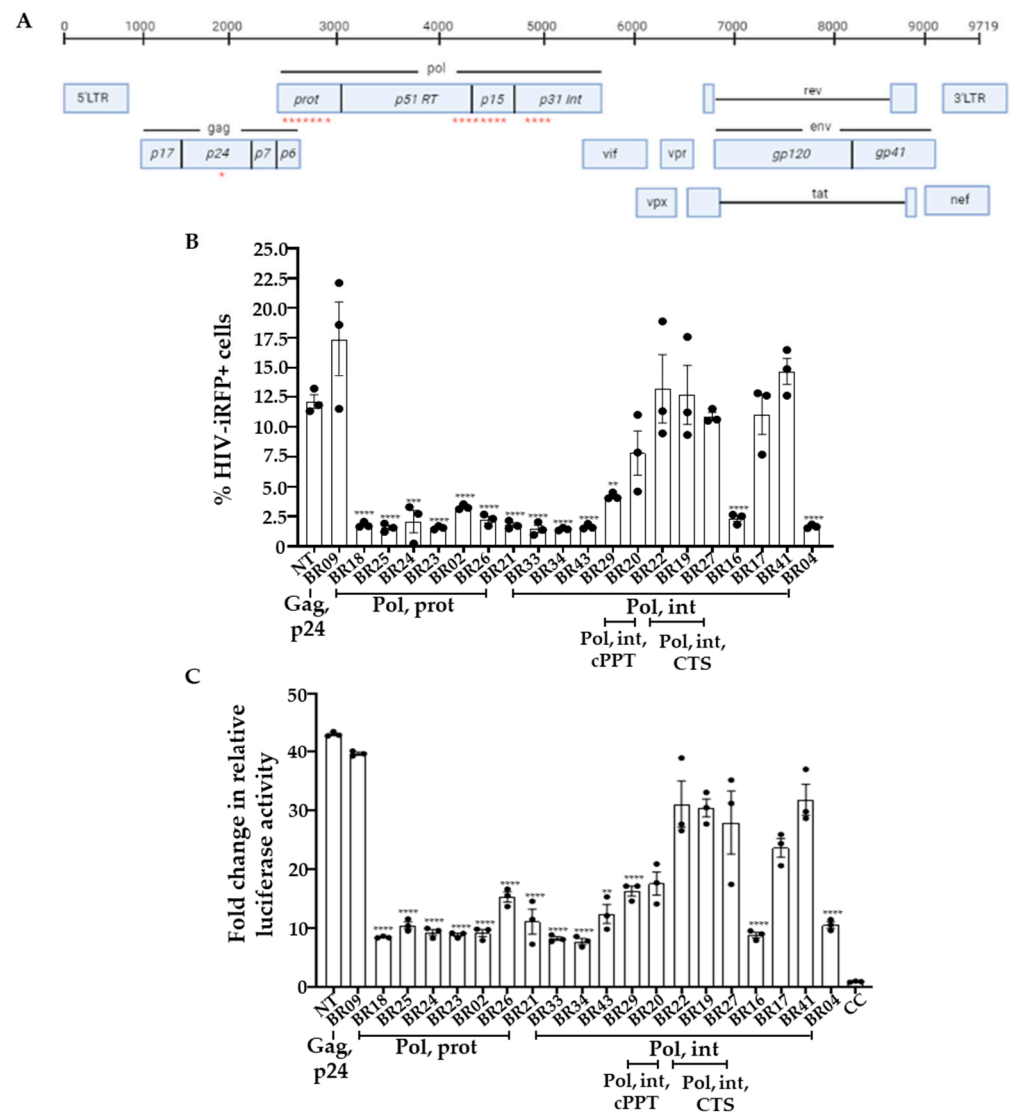 A
0 1000 2000 3000 4000 5000 6000 7000 8000 9000 9719
pol
5´LTR prot p51 RT p15 p31 Int rev 3´LTR
******* ********* ****
gag env
p17 p24 p7 p6 vif vpr gp120 gp41
*
vpx tat nef
B
% HIV-iRFP+ cells
25.0
22.5
20.0
17.5
15.0
12.5
10.0
7.5
5.0
2.5
0
**** **** *** **** **** **** **** **** **** **** ** **** ****
NT BR09 BR18 BR25 BR24 BR23 BR02 BR26 BR21 BR33 BR34 BR43 BR29 BR20 BR22 BR19 BR27 BR16 BR17 BR41 BR04
Gag, Pol, prot Pol, int
p24
Pol, int, Pol, int,
cPPT CTS
C
Fold change in relative
luciferase activity
50
40
30
20
10
0
**** **** **** **** **** **** **** **** **** ** **** **** ****
NT BR09 BR18 BR25 BR24 BR23 BR02 BR26 BR21 BR33 BR34 BR43 BR29 BR20 BR22 BR19 BR27 BR16 BR17 BR41 BR04 CC
Gag, Pol, prot Pol, int
p24
Pol, int, Pol, int,
cPPT CTS